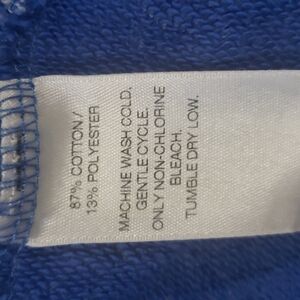 87% COTTON/
13% POLYESTER
MACHINE WASH COLD.
GENTLE CYCLE.
ONLY NON-CHLORINE
BLEACH.
TUMBLE DRY LOW.